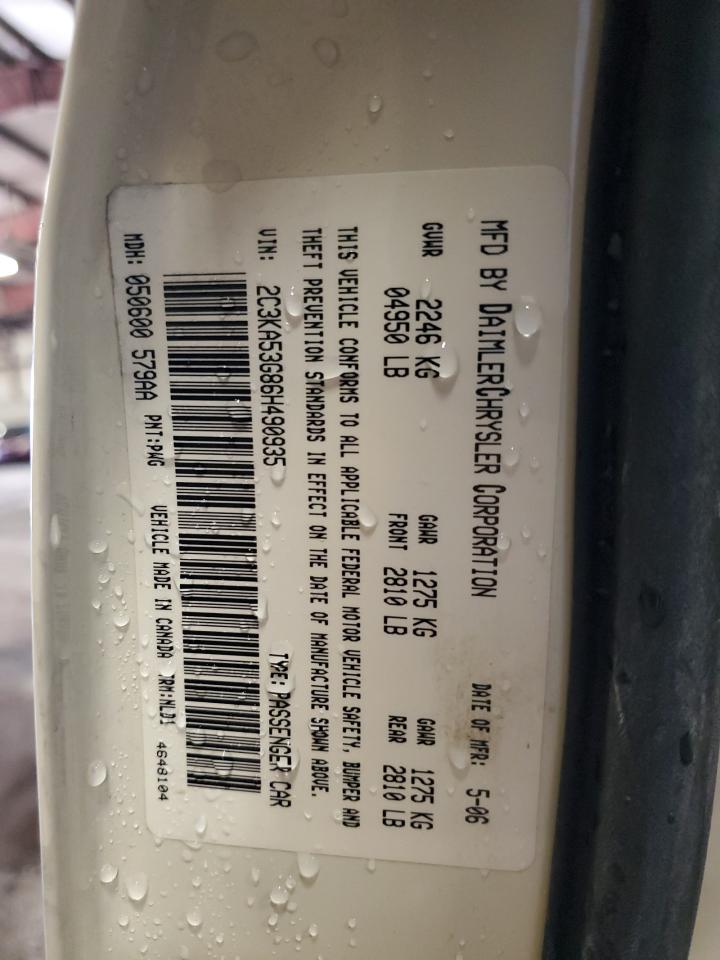 MFD BY DAIMLERCHRYSLER CORPORATION DATE OF MFR: 5-06
GVWR 2246 KG GAWR 1275 KG GAWR 1275 KG
04950 LB FRONT 2810 LB REAR 2810 LB
THIS VEHICLE CONFORMS TO ALL APPLICABLE FEDERAL MOTOR VEHICLE SAFETY, BUMPER AND
THEFT PREVENTION STANDARDS IN EFFECT ON THE DATE OF MANUFACTURE SHOWN ABOVE.
VIN: 2C3KA53G86H490935 TYPE: PASSENGER CAR
MDH: 050600 579AA PNT:PWG VEHICLE MADE IN CANADA TRM:NLD1 4648104